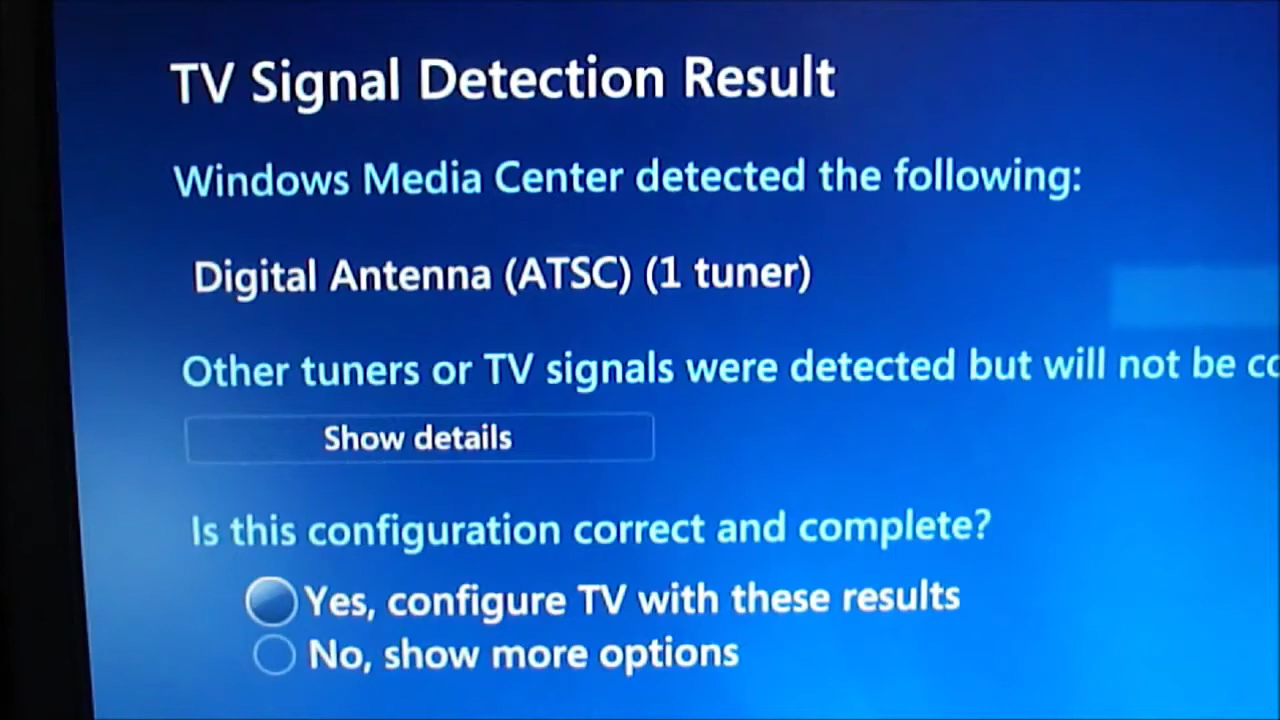 TV Signal Detection Result
Windows Media Center detected the following:
Digital Antenna (ATSC) (1 tuner)
Other tuners or TV signals were detected but will not be
Show details
Is this configuration correct and complete?
Yes, configure TV with these results
No, show more options